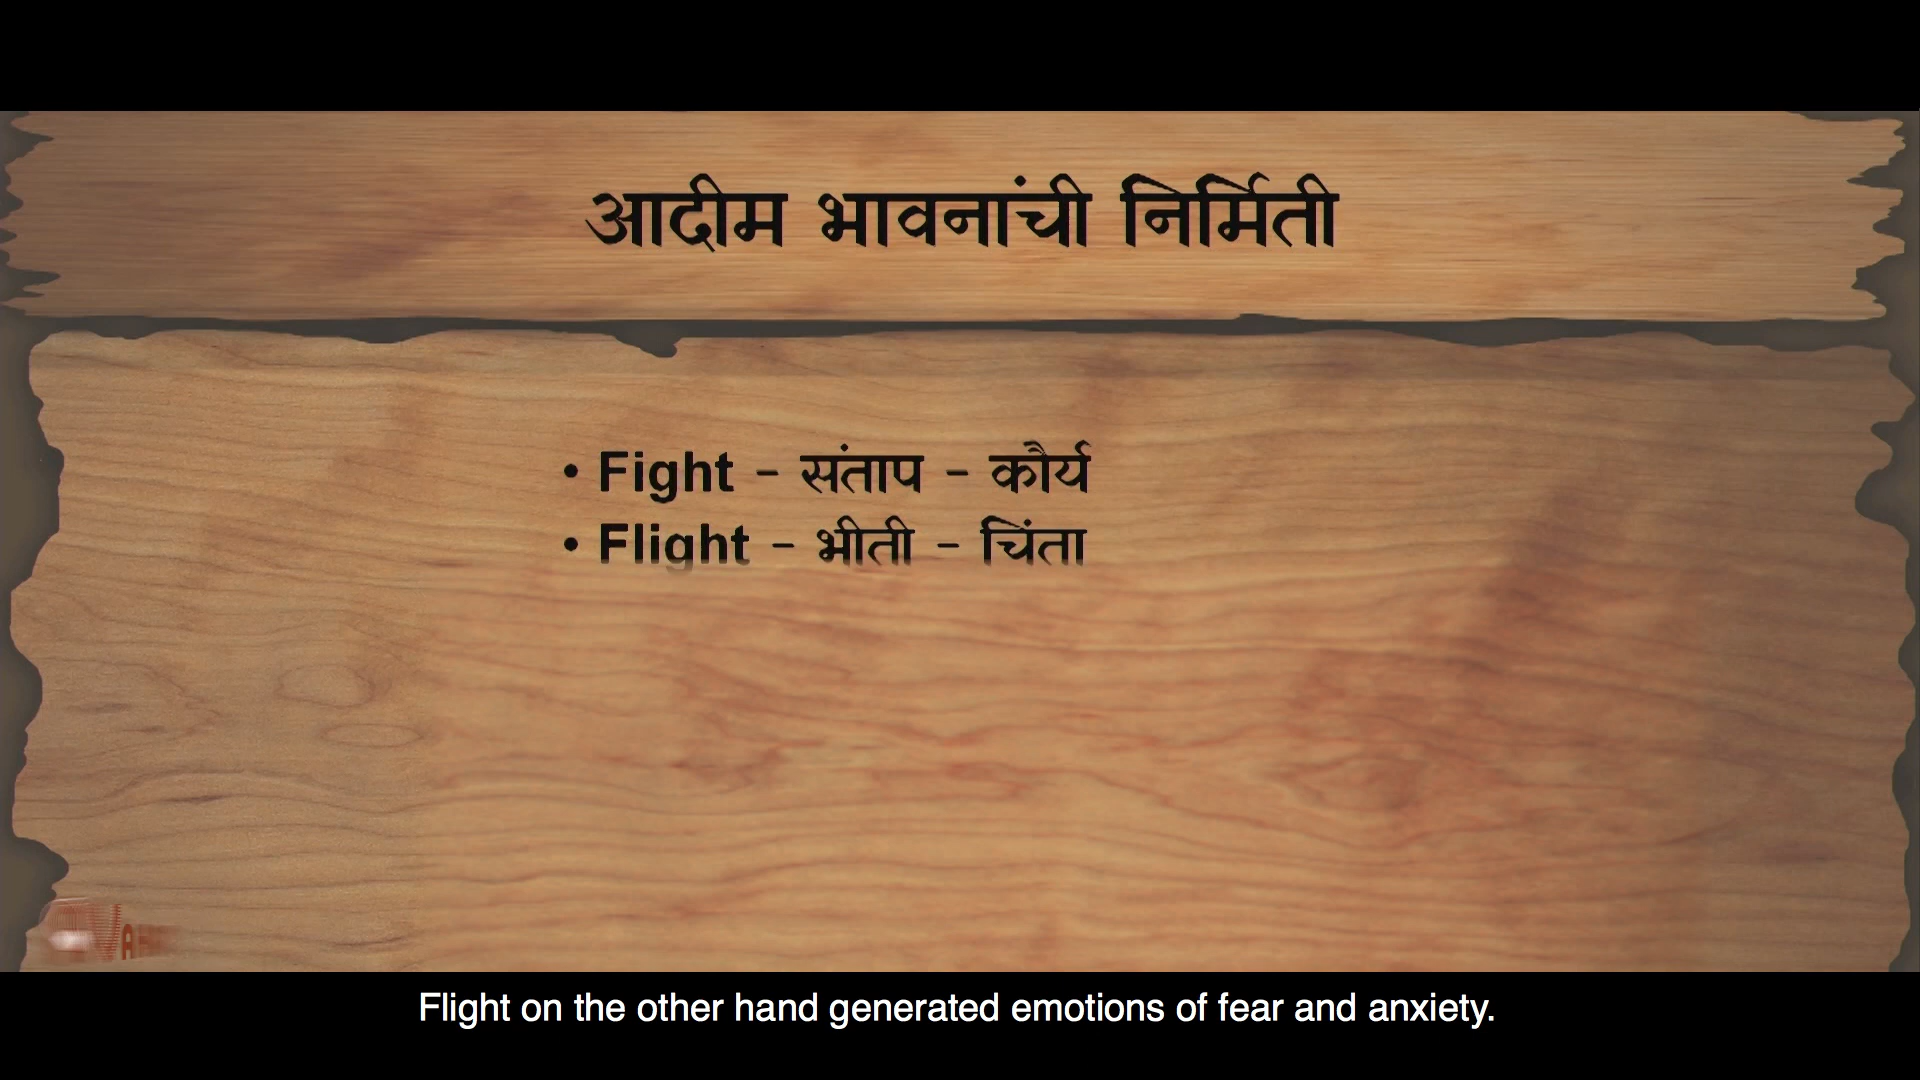 आदीम भावनांची निर्मिती
• Fight – संताप – कौर्य
• Flight – भीती – चिंता
Flight on the other hand generated emotions of fear and anxiety.